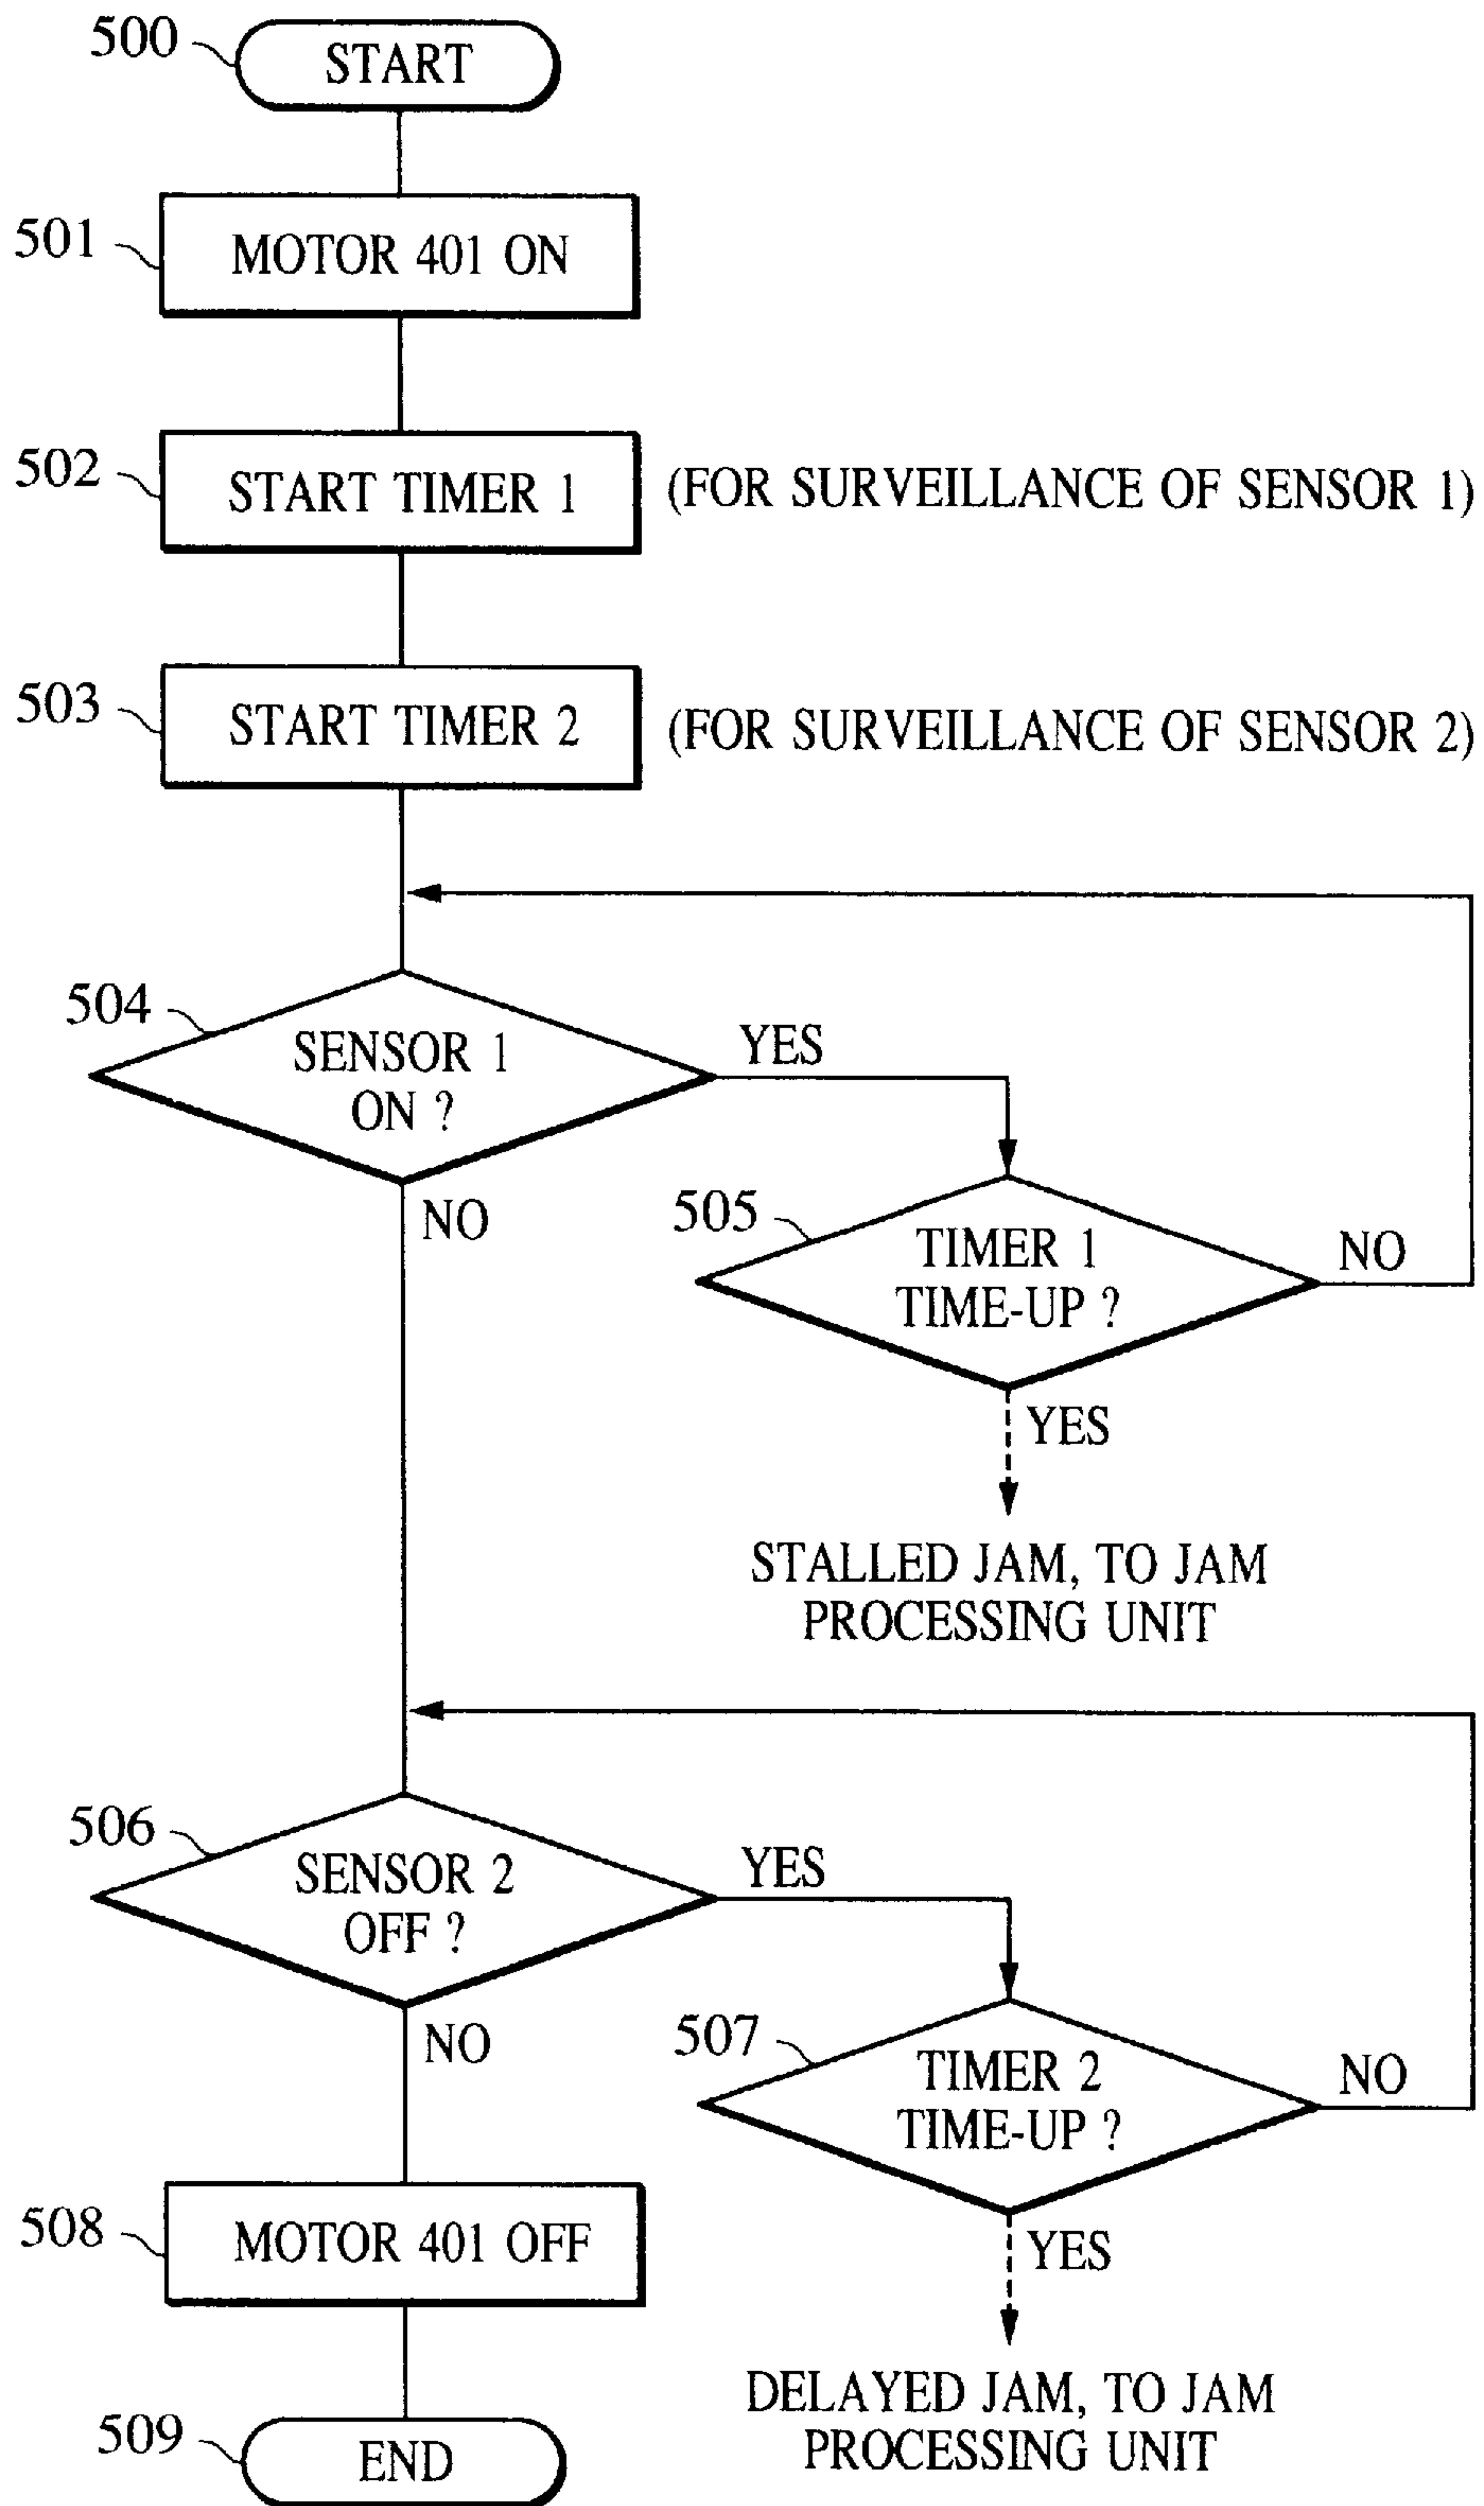 500
START
501
MOTOR 401 ON
502
START TIMER 1
(FOR SURVEILLANCE OF SENSOR 1)
503
START TIMER 2
(FOR SURVEILLANCE OF SENSOR 2)
504
SENSOR 1
ON ?
YES
NO
505
TIMER 1
TIME-UP ?
NO
YES
STALLED JAM, TO JAM
PROCESSING UNIT
506
SENSOR 2
OFF ?
YES
NO
507
TIMER 2
TIME-UP ?
NO
YES
508
MOTOR 401 OFF
DELAYED JAM, TO JAM
PROCESSING UNIT
509
END